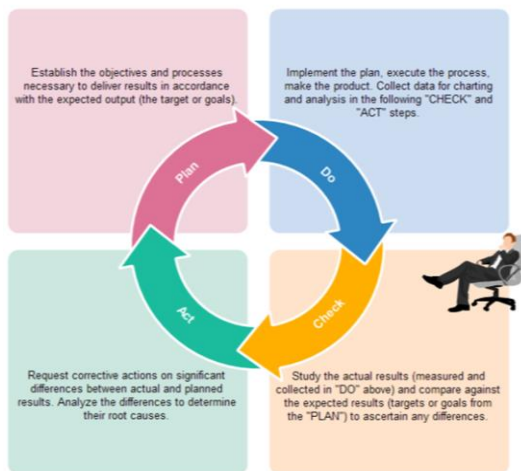 Establish the objectives and processes
necessary to deliver results in accordance
with the expected output (the target or goals).
Implement the plan, execute the process,
make the product. Collect data for charting
and analysis in the following "CHECK" and
"ACT" steps.
Plan
Do
Act
Check
Request corrective actions on significant
differences between actual and planned
results. Analyze the differences to determine
their root causes.
Study the actual results (measured and
collected in "DO" above) and compare against
the expected results (targets or goals from
the "PLAN") to ascertain any differences.